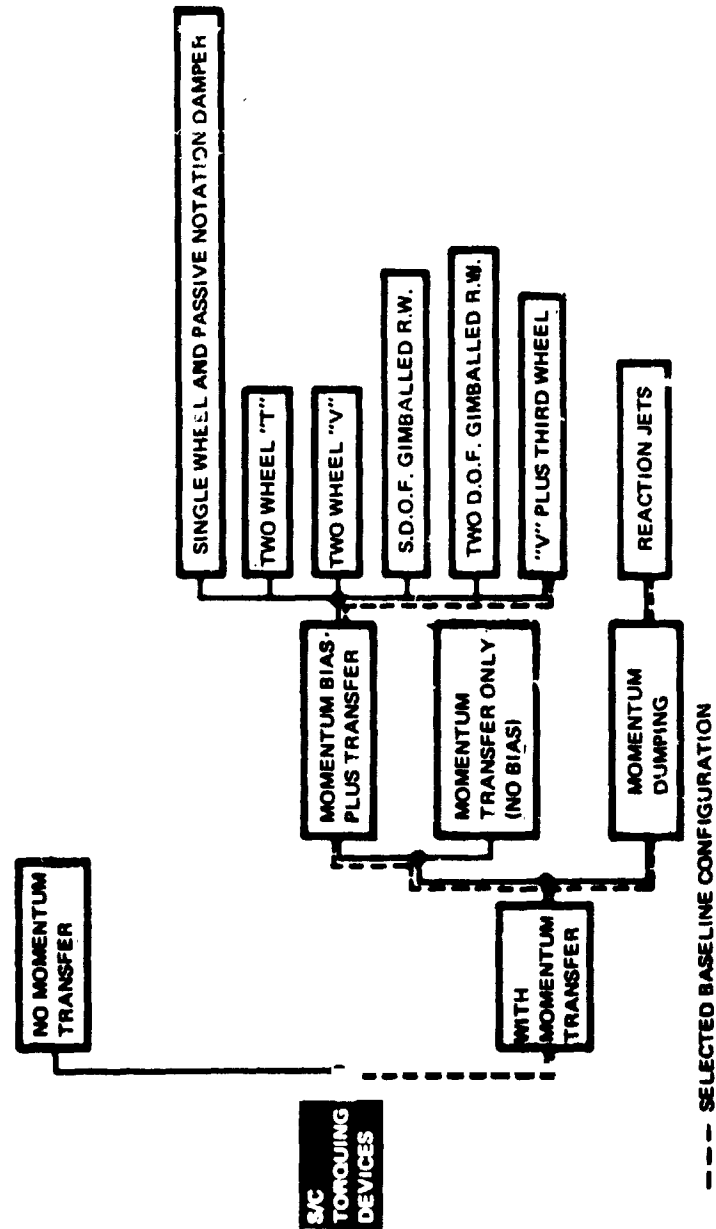 S/C
TORQUING
DEVICES
NO MOMENTUM
TRANSFER
WITH
MOMENTUM
TRANSFER
MOMENTUM BIAS-
PLUS TRANSFER
MOMENTUM
TRANSFER ONLY
(NO BIAS)
MOMENTUM
DUMPING
SINGLE WHEEL AND PASSIVE NOTATION DAMPER
TWO WHEEL "T"
TWO WHEEL "V"
S.D.O.F. GIMBALLED R.W.
TWO D.O.F. GIMBALLED R.W.
"V" PLUS THIRD WHEEL
REACTION JETS
--- SELECTED BASELINE CONFIGURATION